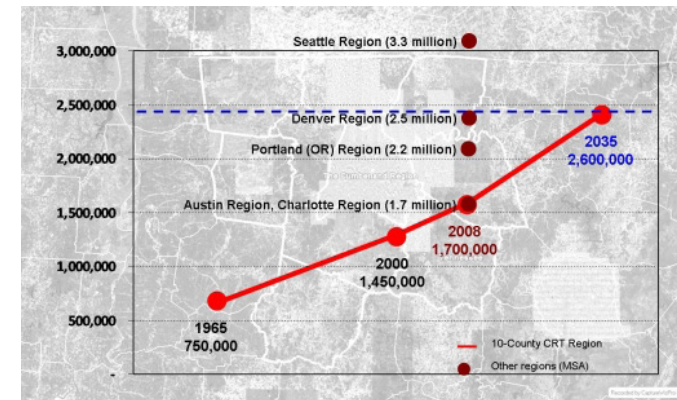 Seattle Region (3.3 million)
3,000,000
2,500,000
Denver Region (2.5 million)
2035
2,600,000
Portland (OR) Region (2.2 million)
2,000,000
Austin Region, Charlotte Region (1.7 million)
1,500,000
2008
1,700,000
2000
1,450,000
1,000,000
1965
750,000
500,000
10-County CRT Region
Other regions (MSA)
-